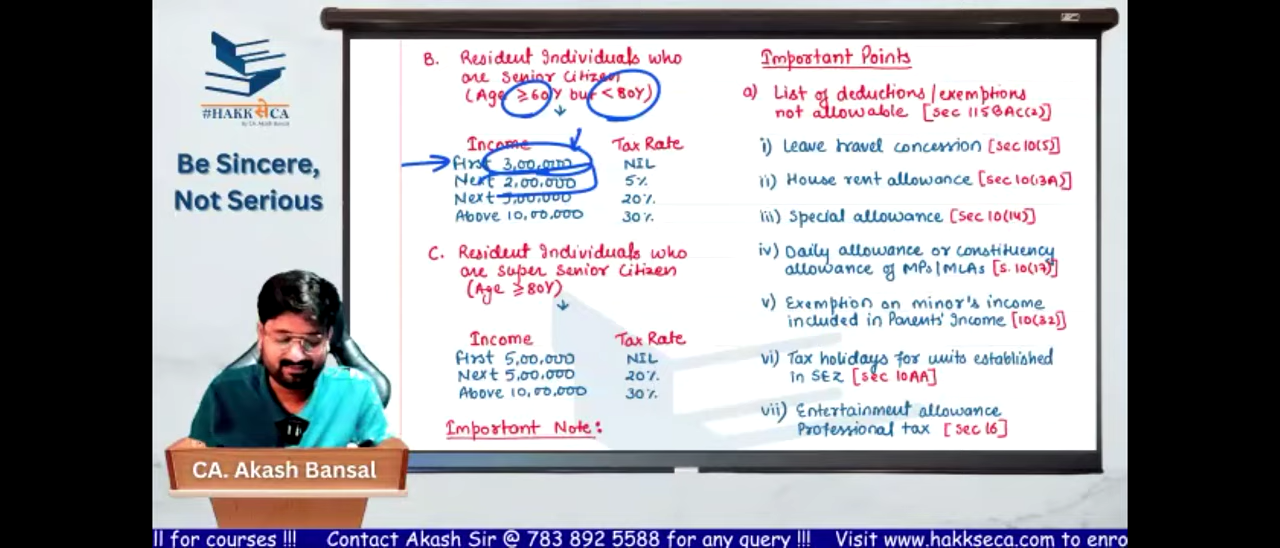 #HAKKसेCA
by CA. Akash Bansal
Be Sincere,
Not Serious
CA. Akash Bansal
B. Resident Individuals who
are Senior Citizen
(Age ≥60Y but <80Y)
Income Tax Rate
First 3,00,000 NIL
Next 2,00,000 5%
Next 5,00,000 20%
Above 10,00,000 30%
C. Resident Individuals who
are super senior citizen
(Age ≥80Y)
Income Tax Rate
First 5,00,000 NIL
Next 5,00,000 20%
Above 10,00,000 30%
Important Note:
Important Points
a) List of deductions/exemptions
not allowable [Sec 115BAC(2)]
i) Leave travel concession [sec 10(5)]
ii) House rent allowance [sec 10(13A)]
iii) Special allowance [Sec 10(14)]
iv) Daily allowance or constituency
allowance of MPs/MLAs [S. 10(17)]
v) Exemption on minor's income
included in Parents' Income [10(32)]
vi) Tax holidays for units established
in SEZ [sec 10AA]
vii) Entertainment allowance
Professional tax [Sec 16]
ll for courses !!! Contact Akash Sir @ 783 892 5588 for any query !!! Visit www.hakkseca.com to enro